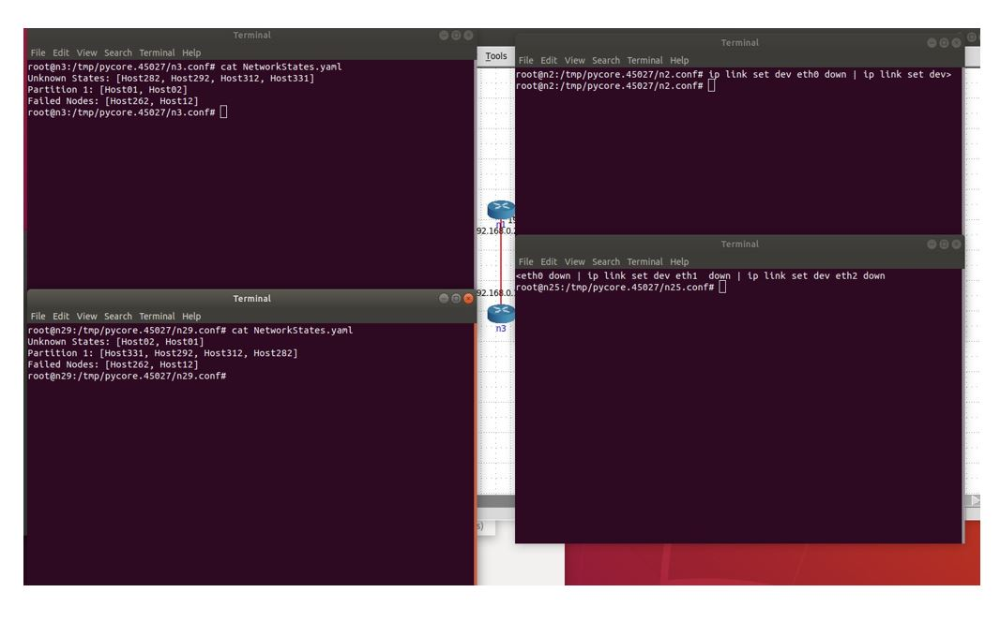 Terminal
File Edit View Search Terminal Help
root@n3:/tmp/pycore.45027/n3.conf# cat NetworkStates.yaml
Unknown States: [Host282, Host292, Host312, Host331]
Partition 1: [Host01, Host02]
Failed Nodes: [Host262, Host12]
root@n3:/tmp/pycore.45027/n3.conf#
Terminal
File Edit View Search Terminal Help
root@n29:/tmp/pycore.45027/n29.conf# cat NetworkStates.yaml
Unknown States: [Host02, Host01]
Partition 1: [Host331, Host292, Host312, Host282]
Failed Nodes: [Host262, Host12]
root@n29:/tmp/pycore.45027/n29.conf#
Tools
n1
92.168.0.
92.168.0.
n3
s)
Terminal
File Edit View Search Terminal Help
root@n2:/tmp/pycore.45027/n2.conf# ip link set dev eth0 down | ip link set dev>
root@n2:/tmp/pycore.45027/n2.conf#
Terminal
File Edit View Search Terminal Help
<eth0 down | ip link set dev eth1  down | ip link set dev eth2 down
root@n25:/tmp/pycore.45027/n25.conf#